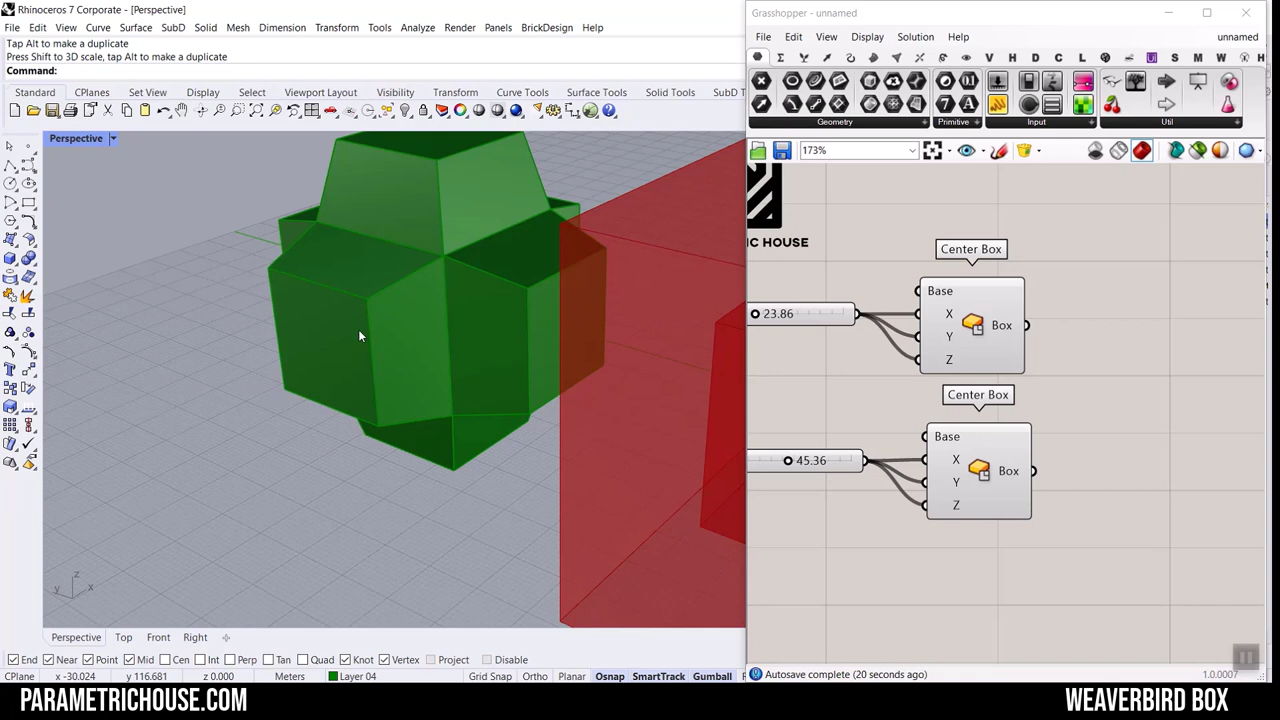 Rhinoceros 7 Corporate - [Perspective]
File Edit View Curve Surface SubD Solid Mesh Dimension Transform Tools Analyze Render Panels BrickDesign Help
Tap Alt to make a duplicate
Press Shift to 3D scale, tap Alt to make a duplicate
Command:
Standard CPlanes Set View Display Select Viewport Layout Visibility Transform Curve Tools Surface Tools Solid Tools SubD T
Perspective
z
y x
Perspective Top Front Right
End Near Point Mid Cen Int Perp Tan Quad Knot Vertex Project Disable
CPlane x -30.024 y 116.681 z 0.000 Meters Layer 04 Grid Snap Ortho Planar Osnap SmartTrack Gumball
Grasshopper - unnamed
File Edit View Display Solution Help unnamed
V H D C L U S M W H
Geometry Primitive Input Util
173%
IC HOUSE
Center Box
23.86
Base
X
Y
Z
Box
Center Box
45.36
Base
X
Y
Z
Box
Autosave complete (20 seconds ago) 1.0.0007
PARAMETRICHOUSE.COM WEAVERBIRD BOX